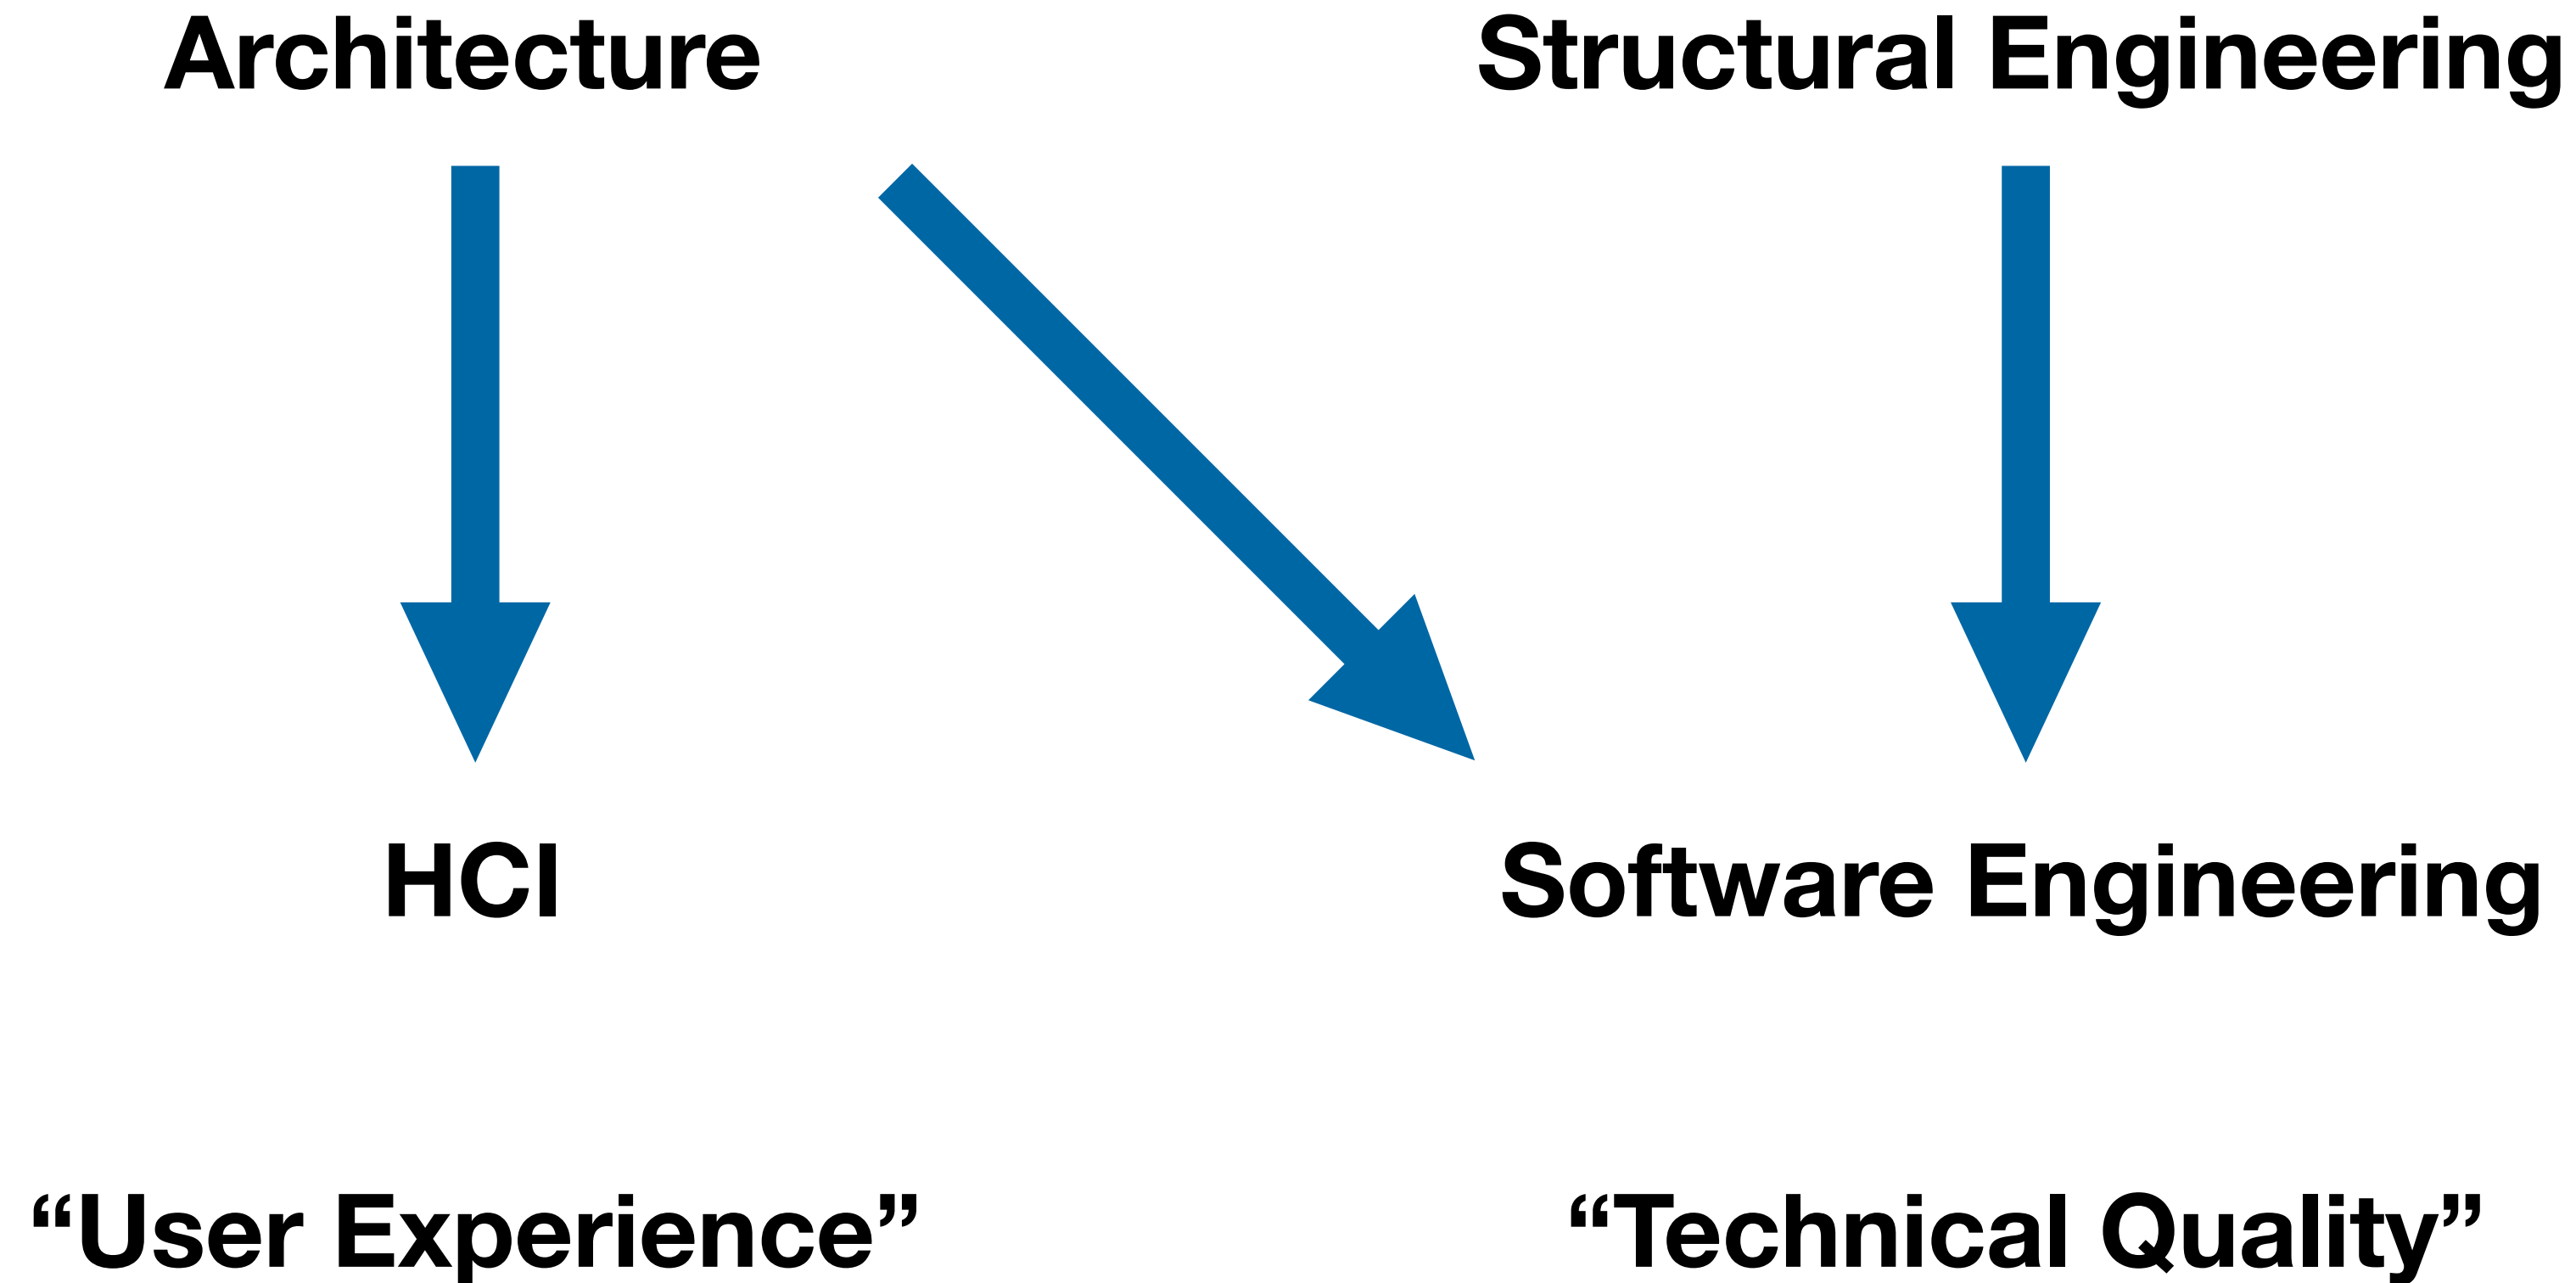 Architecture
Structural Engineering
HCI
Software Engineering
“User Experience”
“Technical Quality”